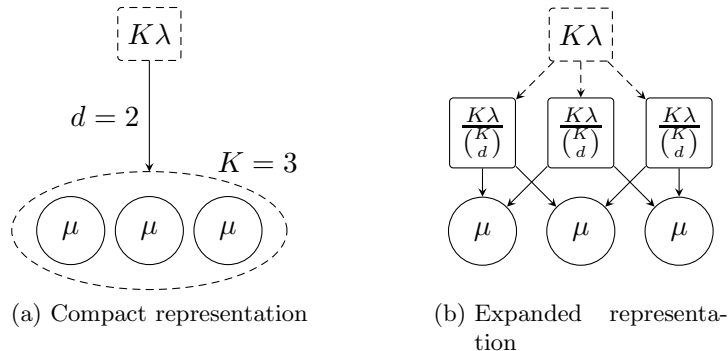 Kλ
d = 2
K = 3
μ μ μ
(a) Compact representation
Kλ
Kλ Kλ Kλ
(K d) (K d) (K d)
μ μ μ
(b) Expanded representa-
tion